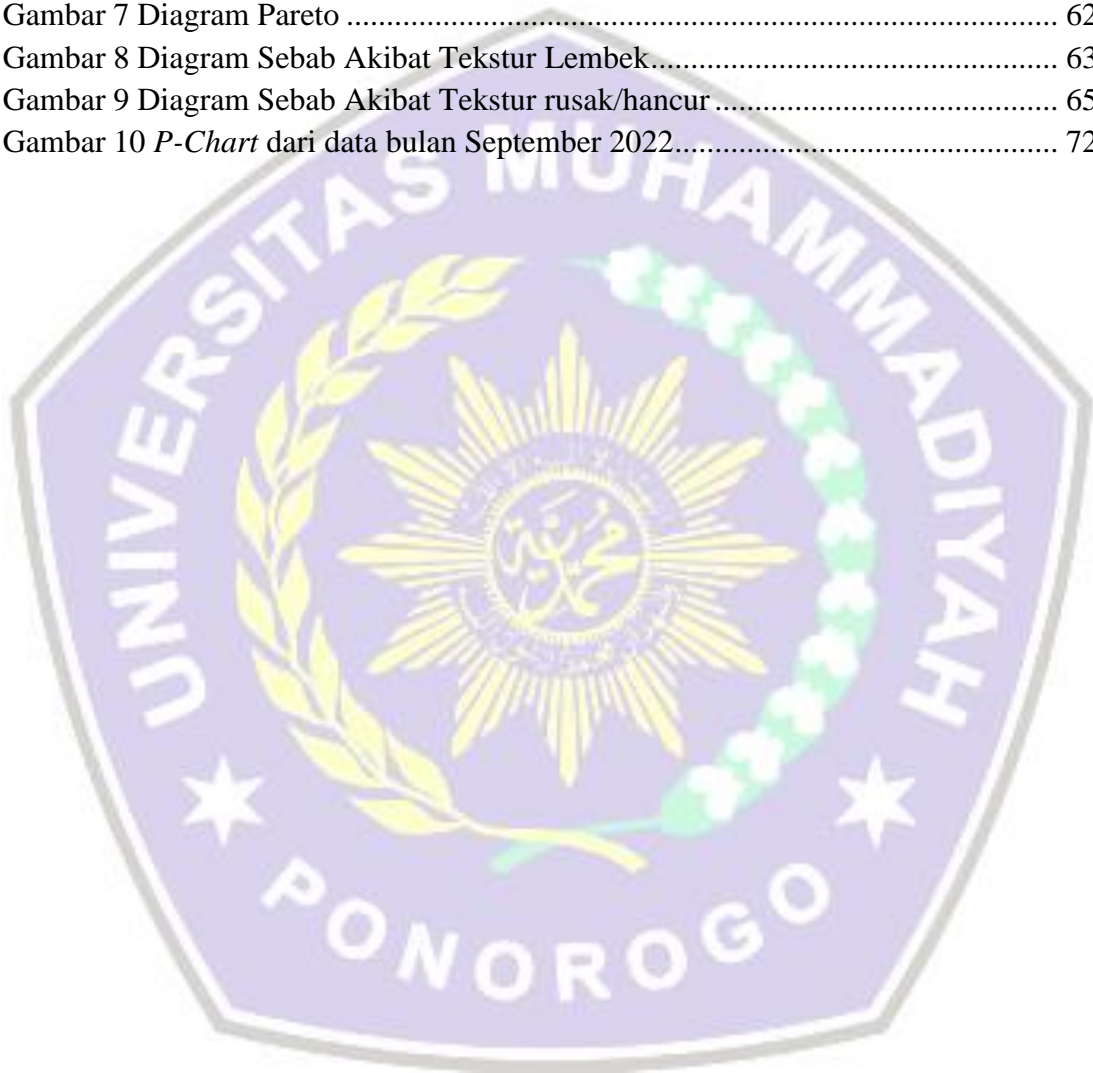 Gambar 7 Diagram Pareto ........................................................................................ 62
Gambar 8 Diagram Sebab Akibat Tekstur Lembek.................................................. 63
Gambar 9 Diagram Sebab Akibat Tekstur rusak/hancur .......................................... 65
Gambar 10 P-Chart dari data bulan September 2022............................................... 72
UNIVERSITAS MUHAMMADIYAH
PONOROGO